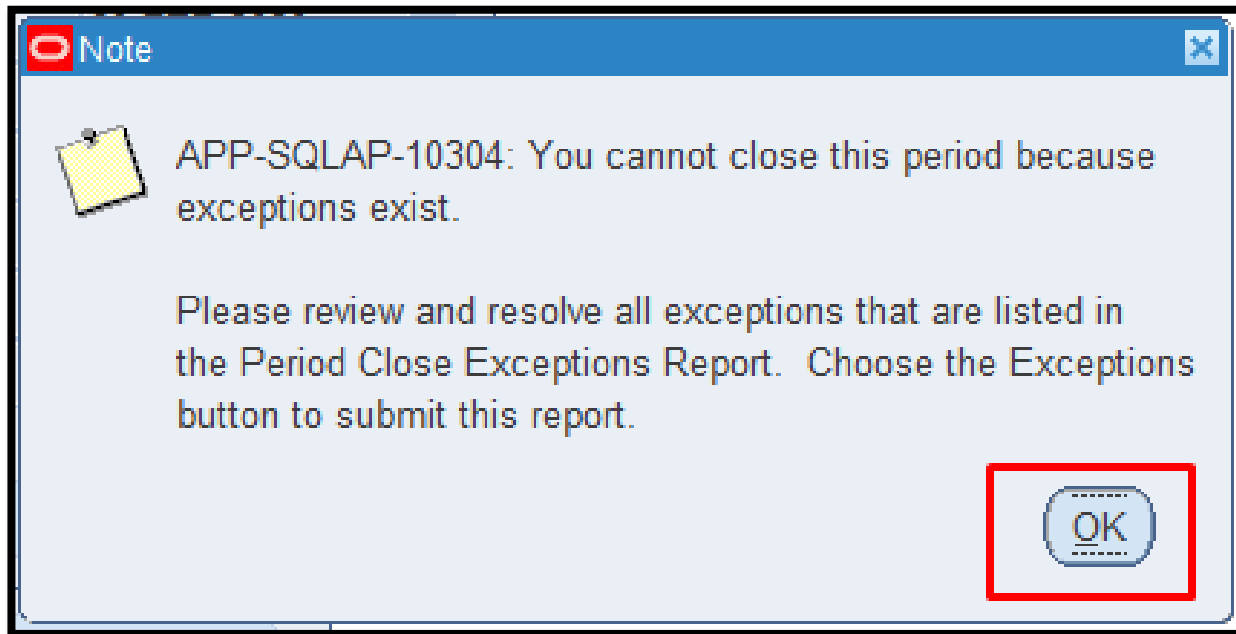 Note
APP-SQLAP-10304: You cannot close this period because
exceptions exist.
Please review and resolve all exceptions that are listed in
the Period Close Exceptions Report.  Choose the Exceptions
button to submit this report.
OK